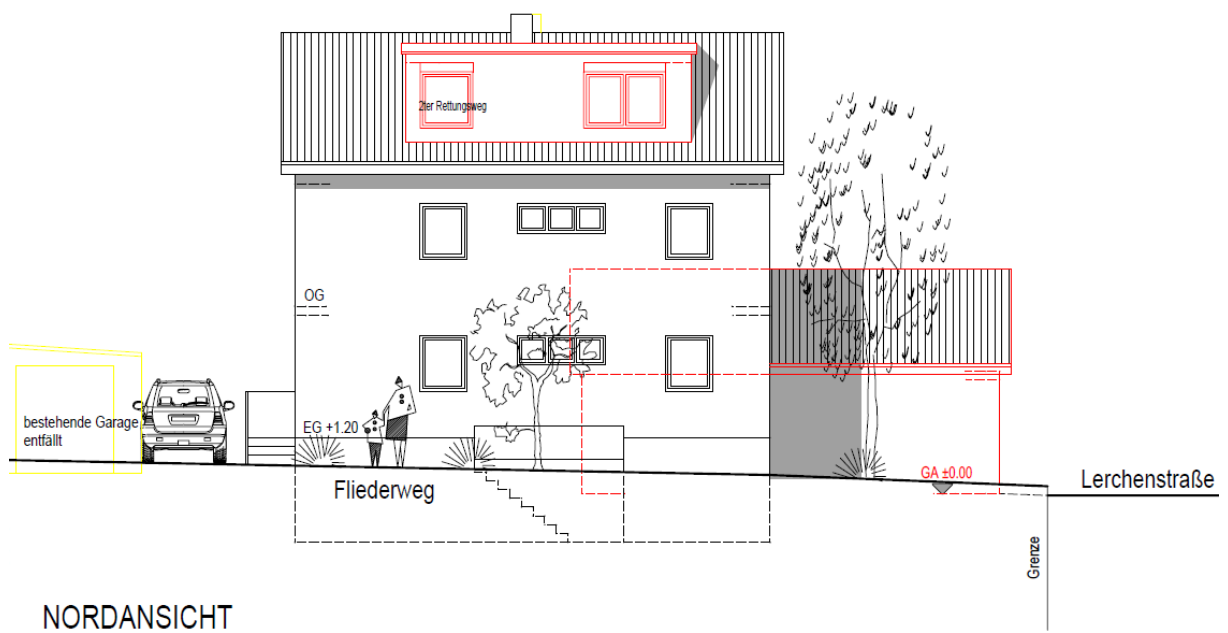 2ter Rettungsweg
OG
bestehende Garage
entfällt
EG +1.20
GA ±0.00
Fliederweg
Lerchenstraße
Grenze
NORDANSICHT